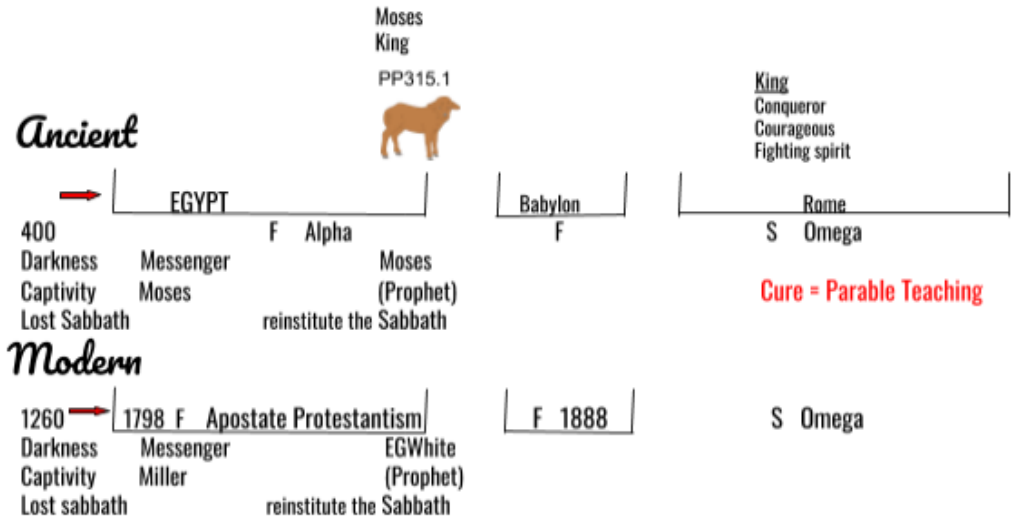 Moses
King
PP315.1
King
Conqueror
Courageous
Fighting spirit
Ancient
EGYPT
Babylon
Rome
400
F Alpha
F
S Omega
Darkness Messenger Moses
Captivity Moses (Prophet)
Cure = Parable Teaching
Lost Sabbath reinstitute the Sabbath
Modern
1260 1798 F Apostate Protestantism
F 1888
S Omega
Darkness Messenger EGWhite
Captivity Miller (Prophet)
Lost sabbath reinstitute the Sabbath